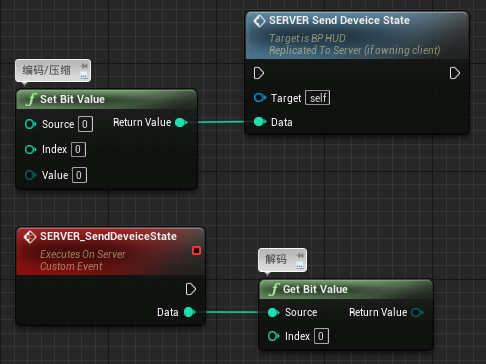 SERVER Send Deveice State
Target is BP HUD
Replicated To Server (if owning client)
Target self
Data
编码/压缩
f Set Bit Value
Source 0 Return Value
Index 0
Value 0
SERVER_SendDeveiceState
Executes On Server
Custom Event
Data
解码
f Get Bit Value
Source Return Value
Index 0